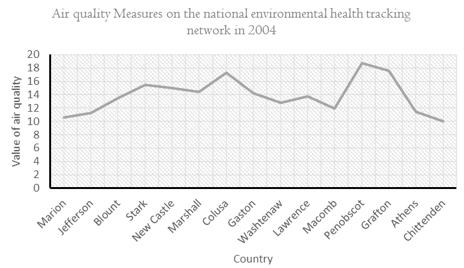 Air quality Measures on the national environmental health tracking
network in 2004
Value of air quality
20
18
16
14
12
10
8
6
4
2
0
Marion
Jefferson
Blount
Stark
New Castle
Marshall
Colusa
Gaston
Washtenaw
Lawrence
Macomb
Penobscot
Grafton
Athens
Chittenden
Country